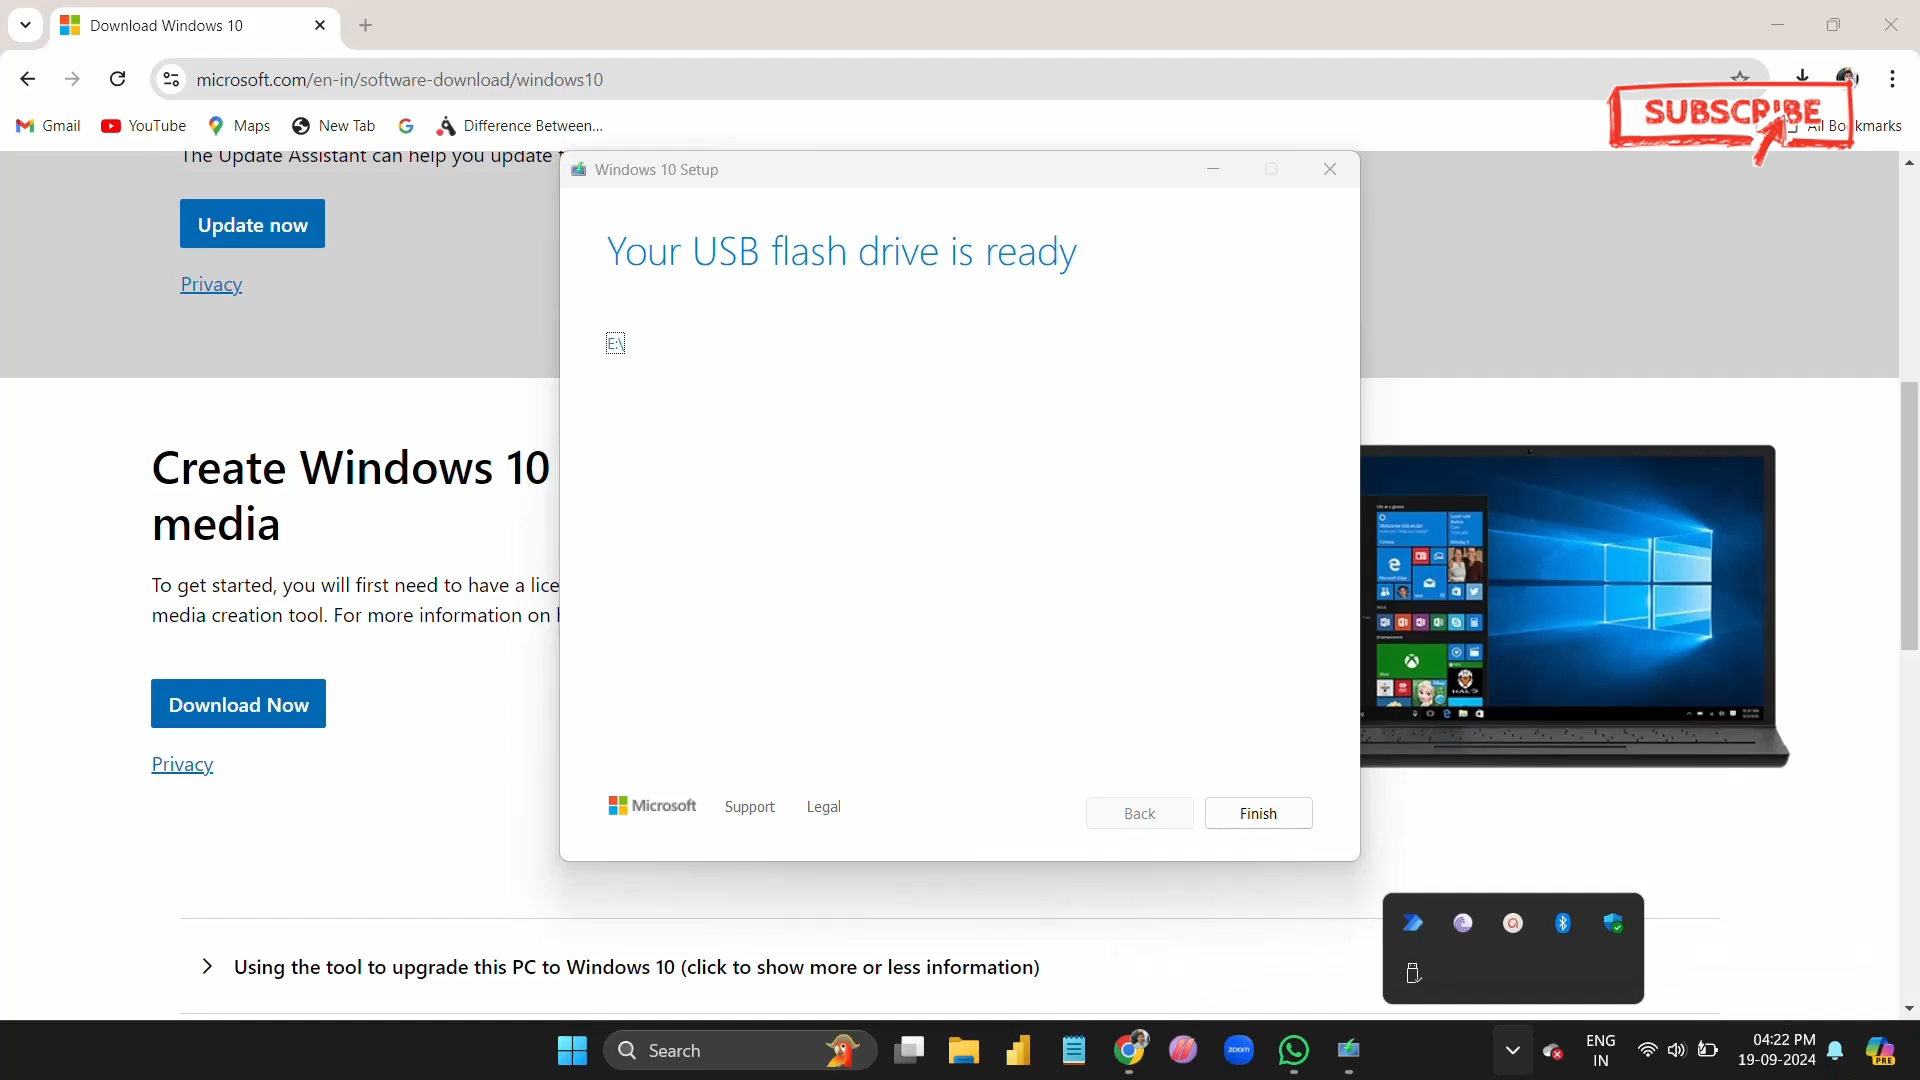 Download Windows 10
microsoft.com/en-in/software-download/windows10
Gmail
YouTube
Maps
New Tab
Difference Between...
All Bookmarks
SUBSCRIBE
The Update Assistant can help you update
Update now
Privacy
Windows 10 Setup
Your USB flash drive is ready
E:\
Create Windows 10
media
To get started, you will first need to have a lice
media creation tool. For more information on
Download Now
Privacy
Microsoft
Support
Legal
Back
Finish
Using the tool to upgrade this PC to Windows 10 (click to show more or less information)
Search
zoom
ENG
IN
04:22 PM
19-09-2024
PRE